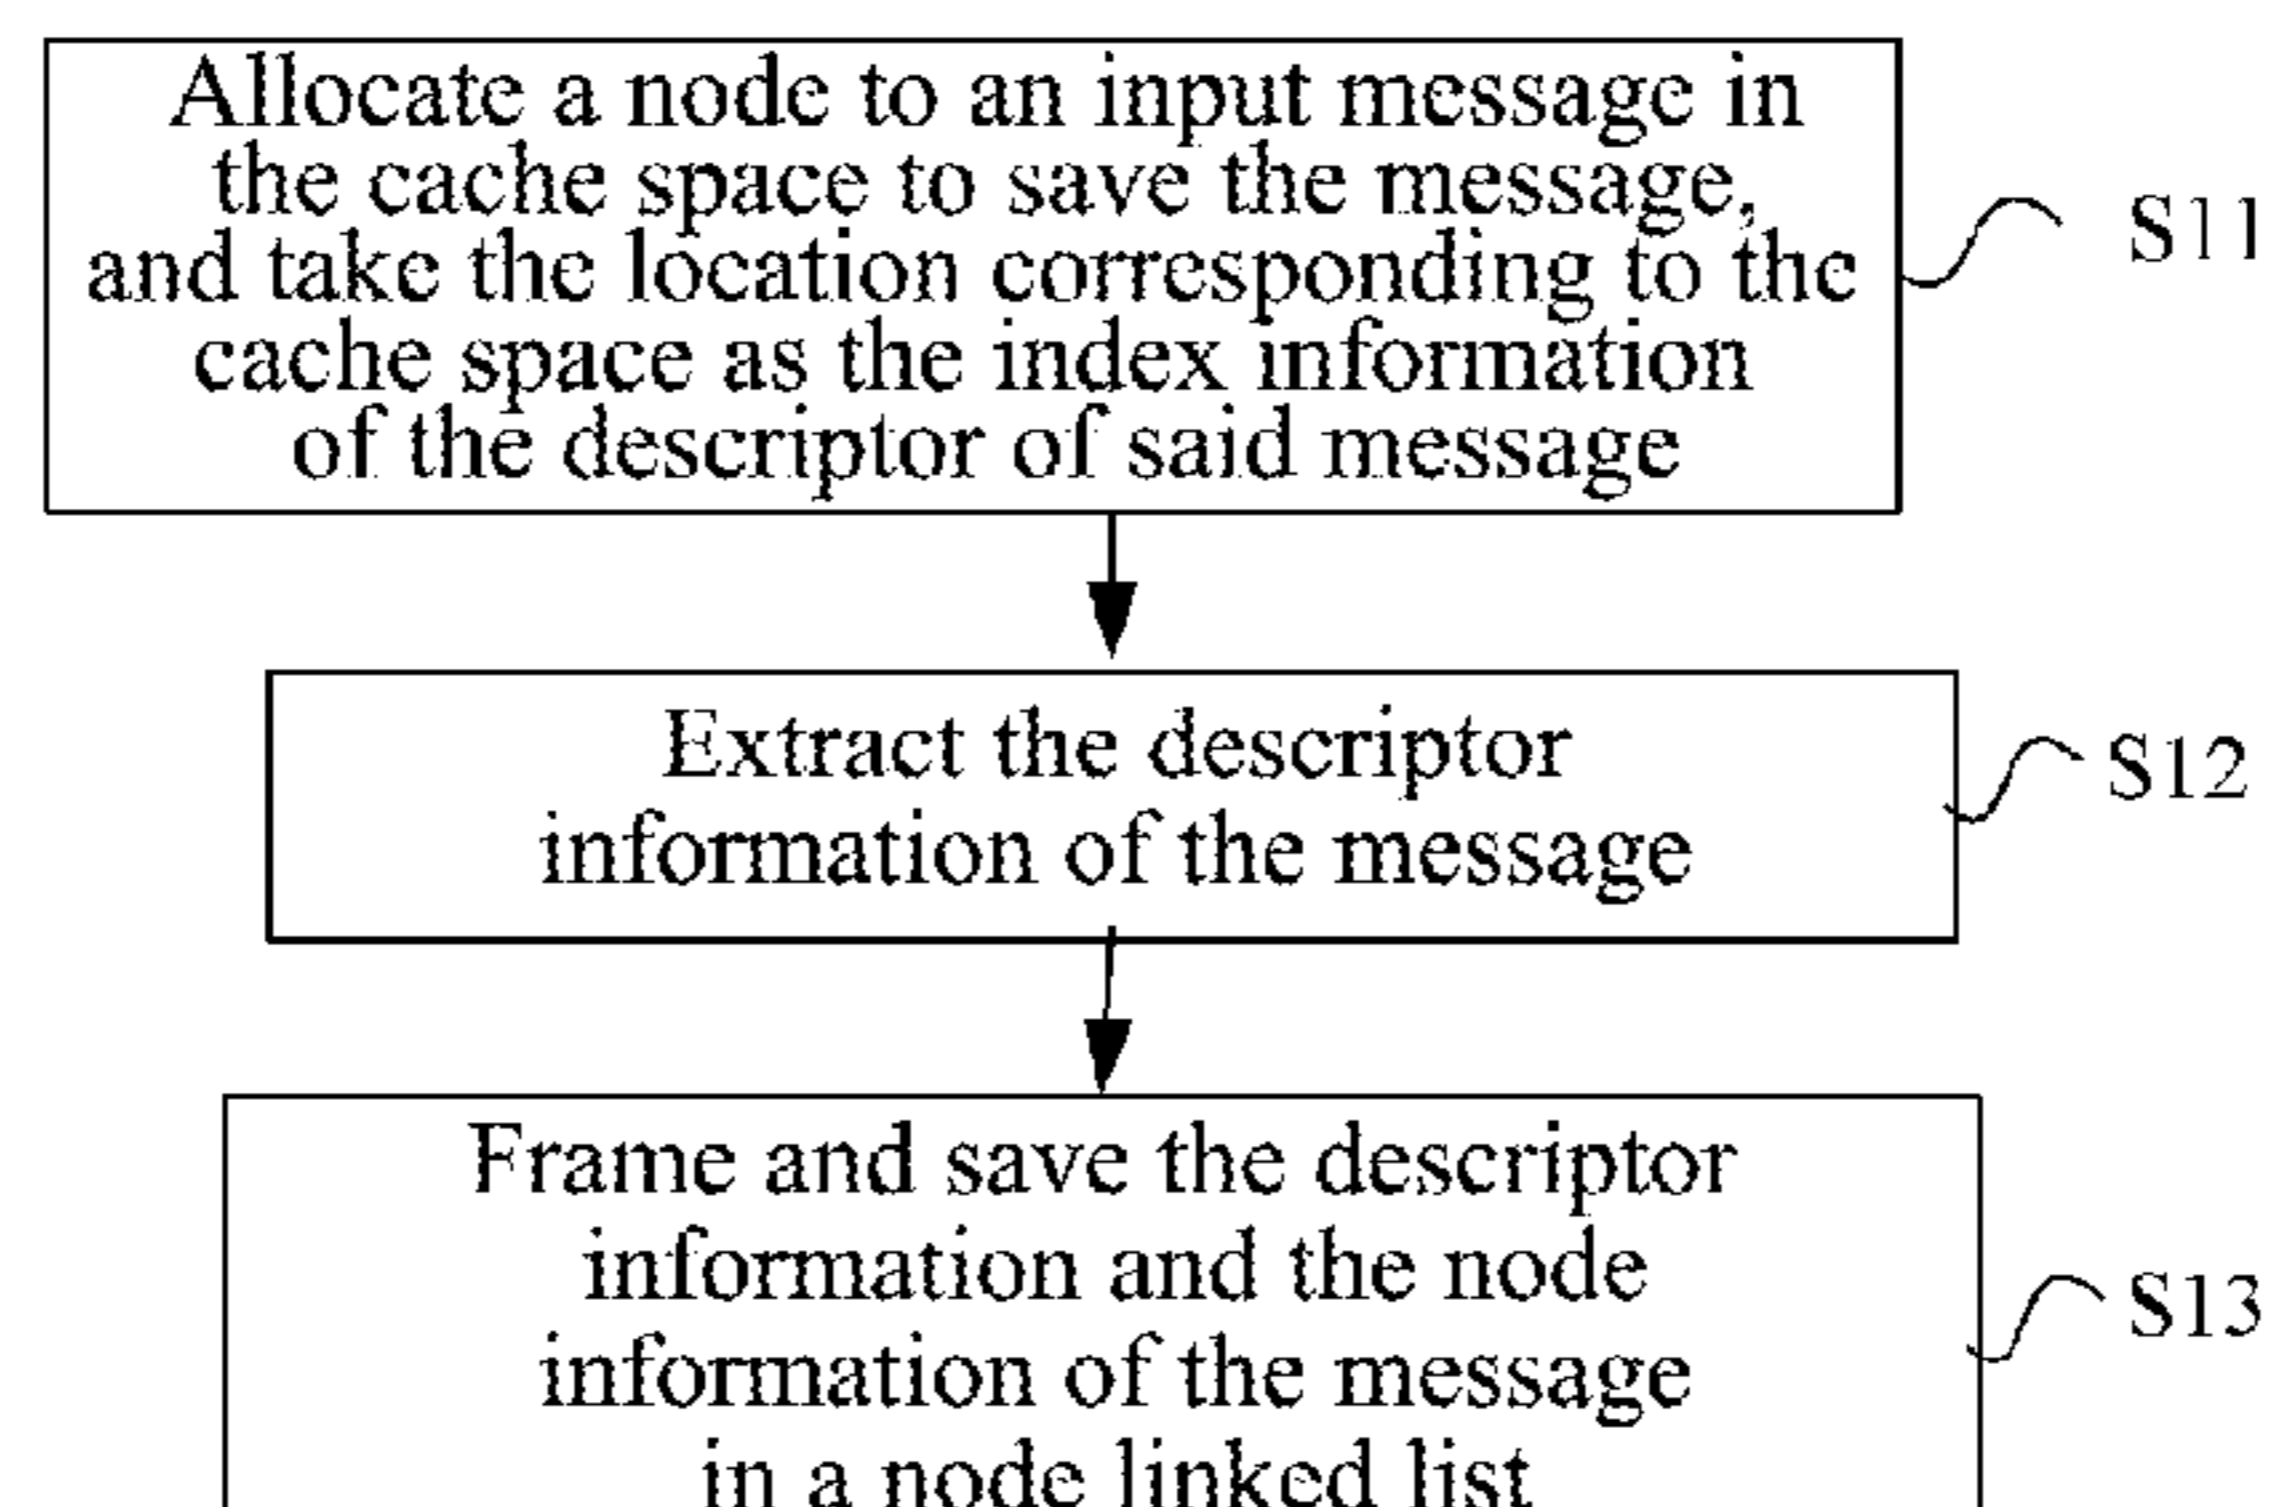 Allocate a node to an input message in
the cache space to save the message,
and take the location corresponding to the
cache space as the index information
of the descriptor of said message
S11
Extract the descriptor
information of the message
S12
Frame and save the descriptor
information and the node
information of the message
in a node linked list
S13